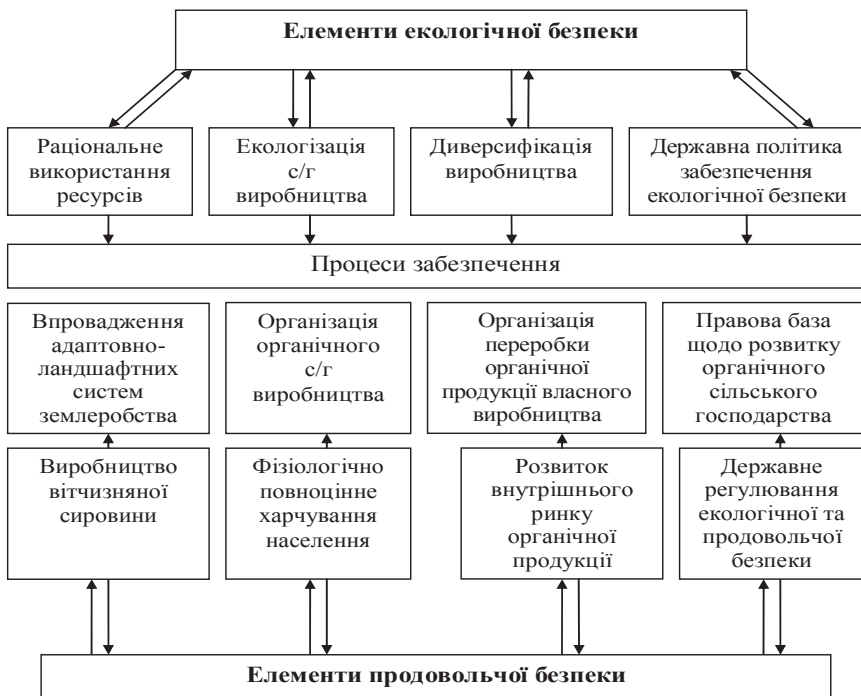 Елементи екологічної безпеки
Раціональне
використання
ресурсів
Екологізація
с/г
виробництва
Диверсифікація
виробництва
Державна політика
забезпечення
екологічної безпеки
Процеси забезпечення
Впровадження
адаптовно-
ландшафтних
систем
землеробства
Організація
органічного
с/г
виробництва
Організація
переробки
органічної
продукції власного
виробництва
Правова база
щодо розвитку
органічного
сільського
господарства
Виробництво
вітчизняної
сировини
Фізіологічно
повноцінне
харчування
населення
Розвиток
внутрішнього
ринку
органічної
продукції
Державне
регулювання
екологічної та
продовольчої
безпеки
Елементи продовольчої безпеки